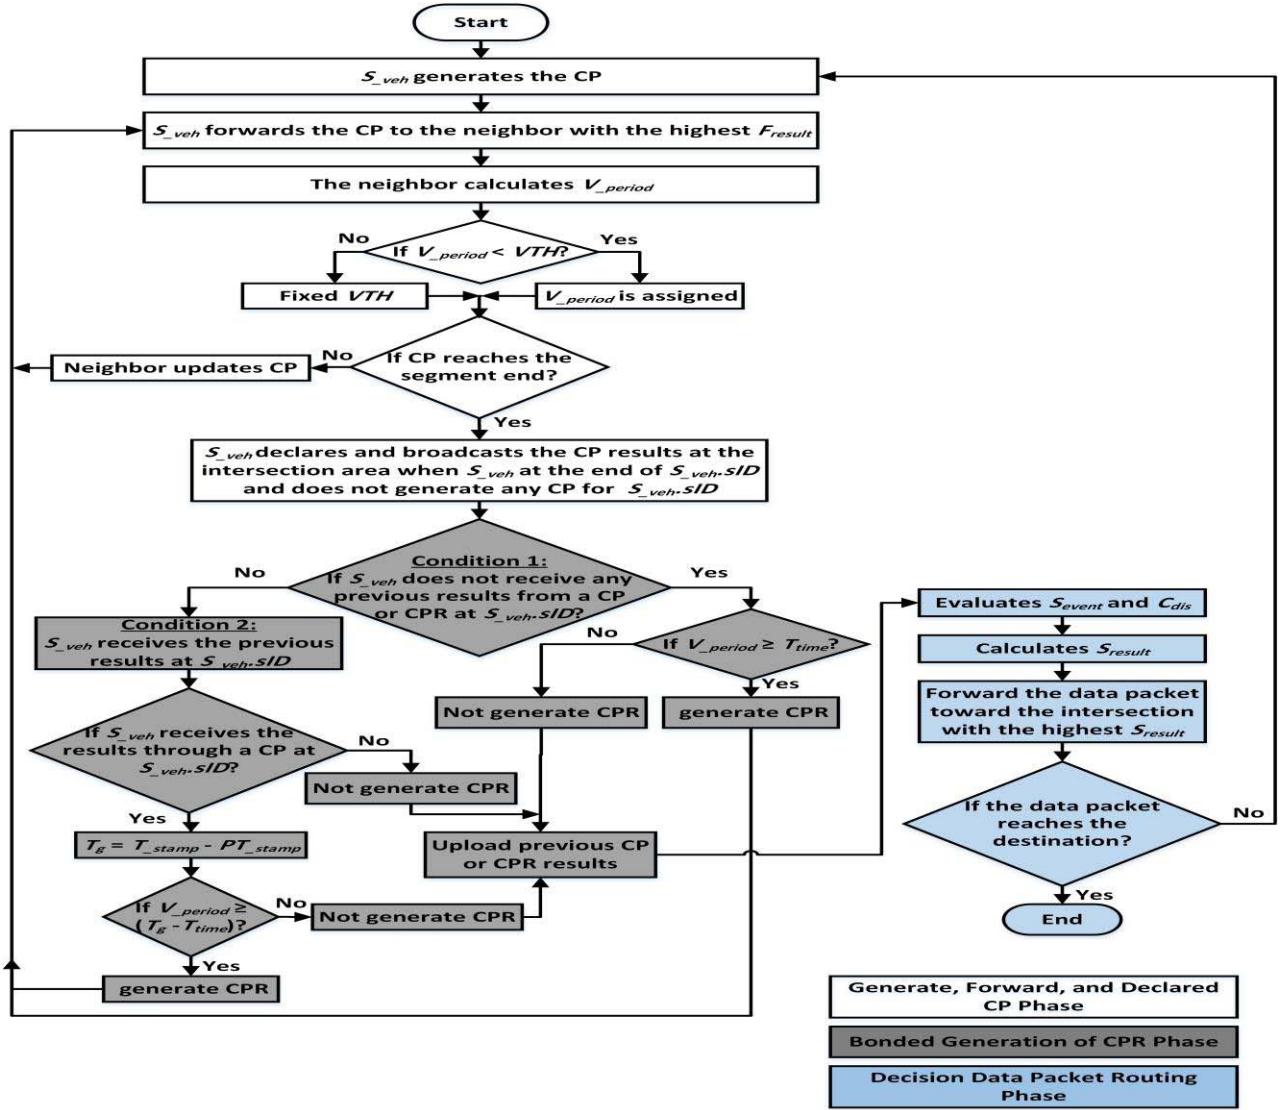 Start
S_veh generates the CP
S_veh forwards the CP to the neighbor with the highest Fresult
The neighbor calculates V_period
No
If V_period < VTH?
Yes
Fixed VTH
V_period is assigned
Neighbor updates CP
No
If CP reaches the
segment end?
Yes
S_veh declares and broadcasts the CP results at the
intersection area when S_veh at the end of S_veh.sID
and does not generate any CP for S_veh.sID
No
Condition 1:
If S_veh does not receive any
previous results from a CP
or CPR at S_veh.sID?
Yes
Condition 2:
S_veh receives the previous
results at S_veh.sID
No
If V_period ≥ Ttime?
Yes
Not generate CPR
generate CPR
If S_veh receives the
results through a CP at
S_veh.sID?
No
Not generate CPR
Yes
Tg = T_stamp - PT_stamp
Upload previous CP
or CPR results
If V_period ≥
(Tg - Ttime)?
No
Not generate CPR
Yes
generate CPR
Evaluates Sevent and Cdis
Calculates Sresult
Forward the data packet
toward the intersection
with the highest Sresult
If the data packet
reaches the
destination?
No
Yes
End
Generate, Forward, and Declared
CP Phase
Bonded Generation of CPR Phase
Decision Data Packet Routing
Phase